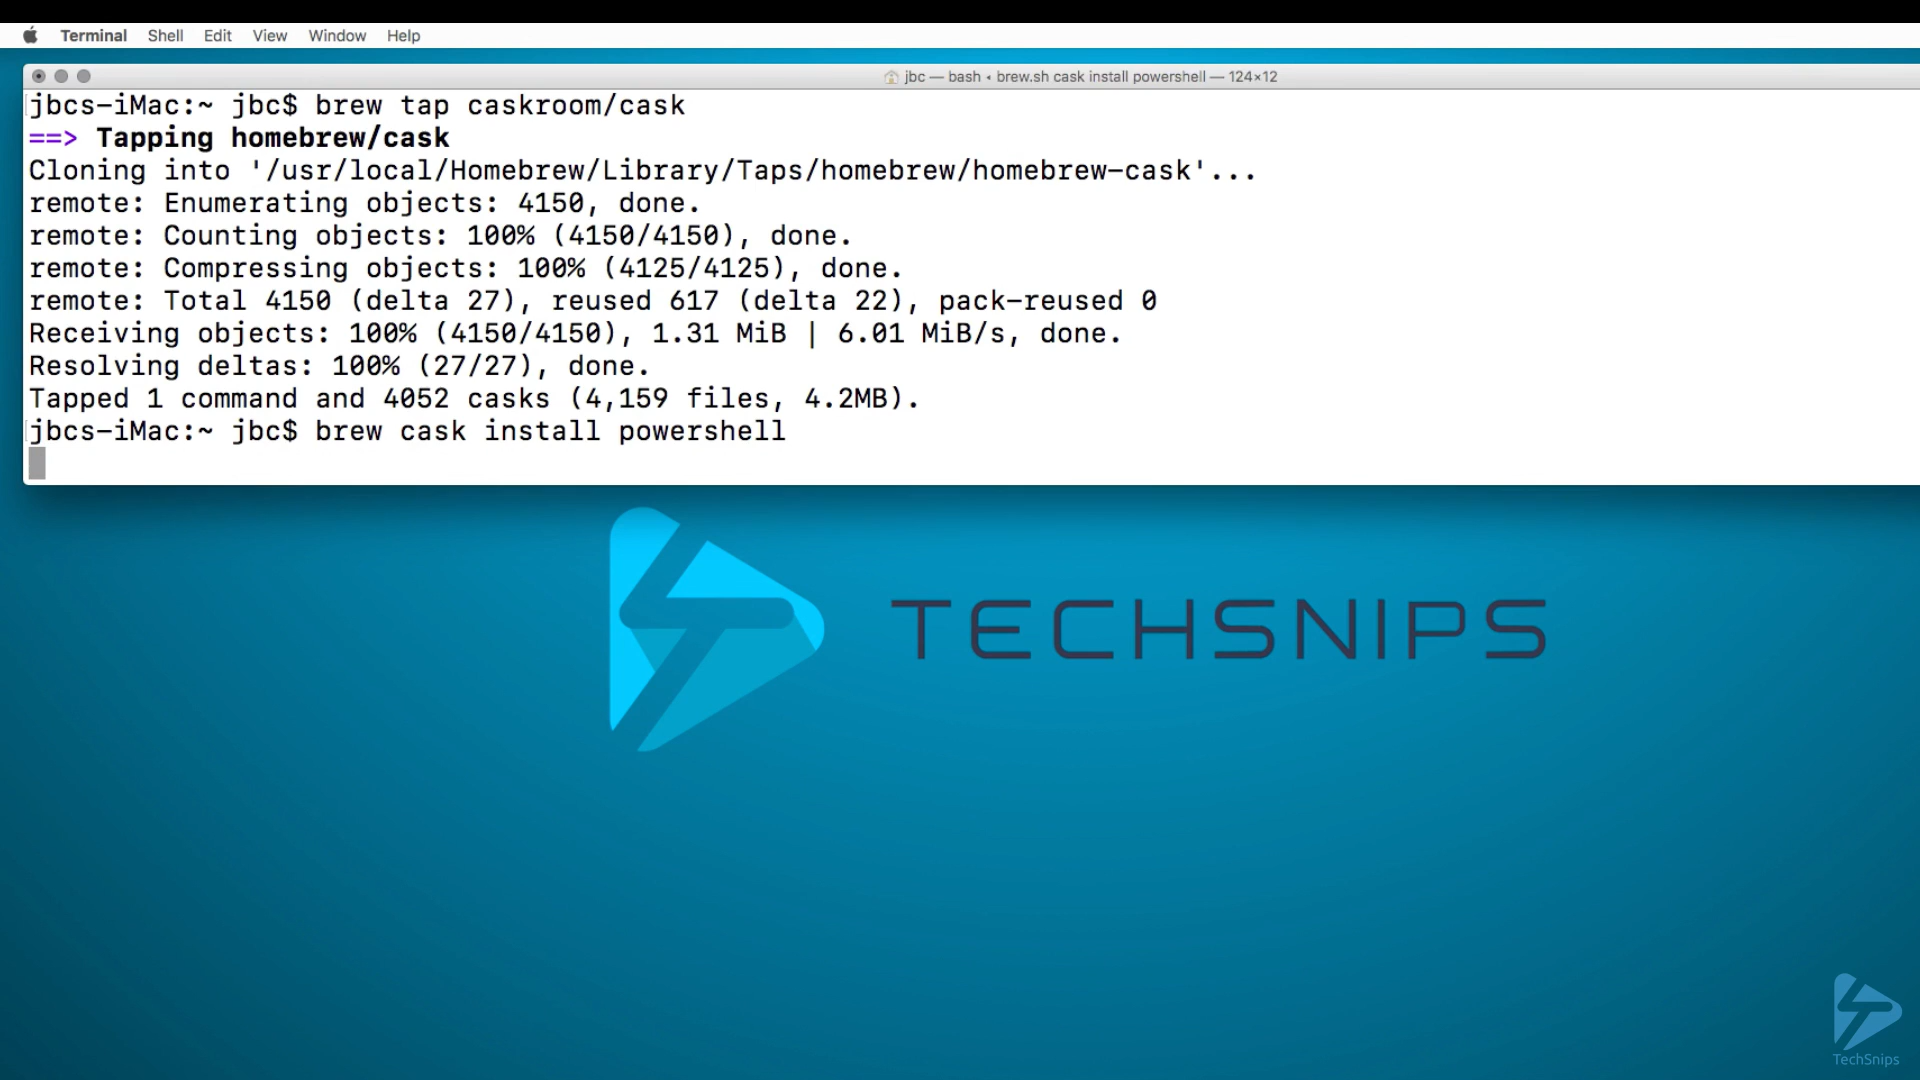 Terminal Shell Edit View Window Help
jbc — bash ◂ brew.sh cask install powershell — 124×12
jbcs-iMac:~ jbc$ brew tap caskroom/cask
==> Tapping homebrew/cask
Cloning into '/usr/local/Homebrew/Library/Taps/homebrew/homebrew-cask'...
remote: Enumerating objects: 4150, done.
remote: Counting objects: 100% (4150/4150), done.
remote: Compressing objects: 100% (4125/4125), done.
remote: Total 4150 (delta 27), reused 617 (delta 22), pack-reused 0
Receiving objects: 100% (4150/4150), 1.31 MiB | 6.01 MiB/s, done.
Resolving deltas: 100% (27/27), done.
Tapped 1 command and 4052 casks (4,159 files, 4.2MB).
jbcs-iMac:~ jbc$ brew cask install powershell
TECHSNIPS
TechSnips